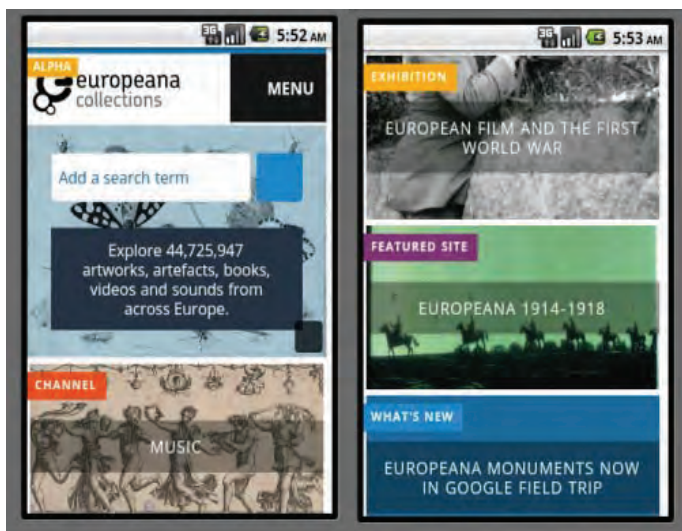 3G
5:52 AM
ALPHA
europeana
collections
MENU
Add a search term
Explore 44,725,947
artworks, artefacts, books,
videos and sounds from
across Europe.
CHANNEL
MUSIC
3G
5:53 AM
EXHIBITION
EUROPEAN FILM AND THE FIRST
WORLD WAR
FEATURED SITE
EUROPEANA 1914-1918
WHAT'S NEW
EUROPEANA MONUMENTS NOW
IN GOOGLE FIELD TRIP